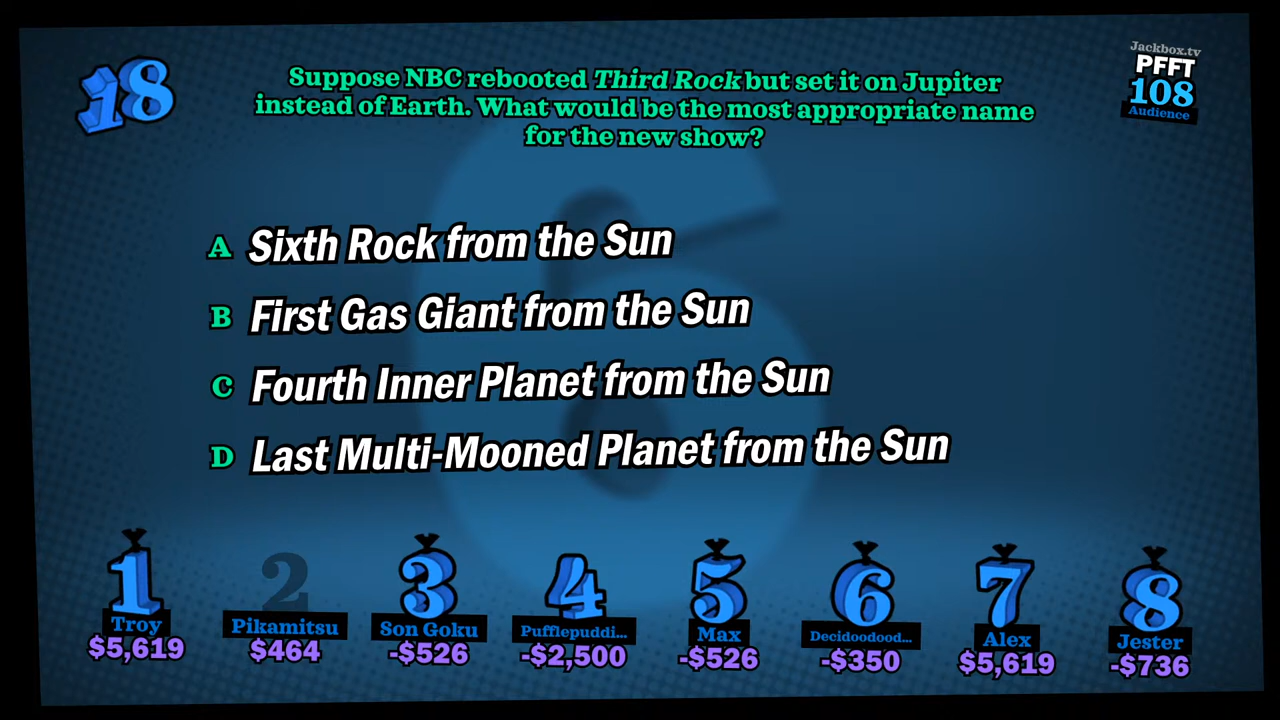 18
Suppose NBC rebooted Third Rock but set it on Jupiter
instead of Earth. What would be the most appropriate name
for the new show?
Jackbox.tv
PFFT
108
Audience
6
A Sixth Rock from the Sun
B First Gas Giant from the Sun
C Fourth Inner Planet from the Sun
D Last Multi-Mooned Planet from the Sun
1 2 3 4 5 6 7 8
Troy Pikamitsu Son Goku Pufflepuddi... Max Decidoodood... Alex Jester
$5,619 $464 -$526 -$2,500 -$526 -$350 $5,619 -$736